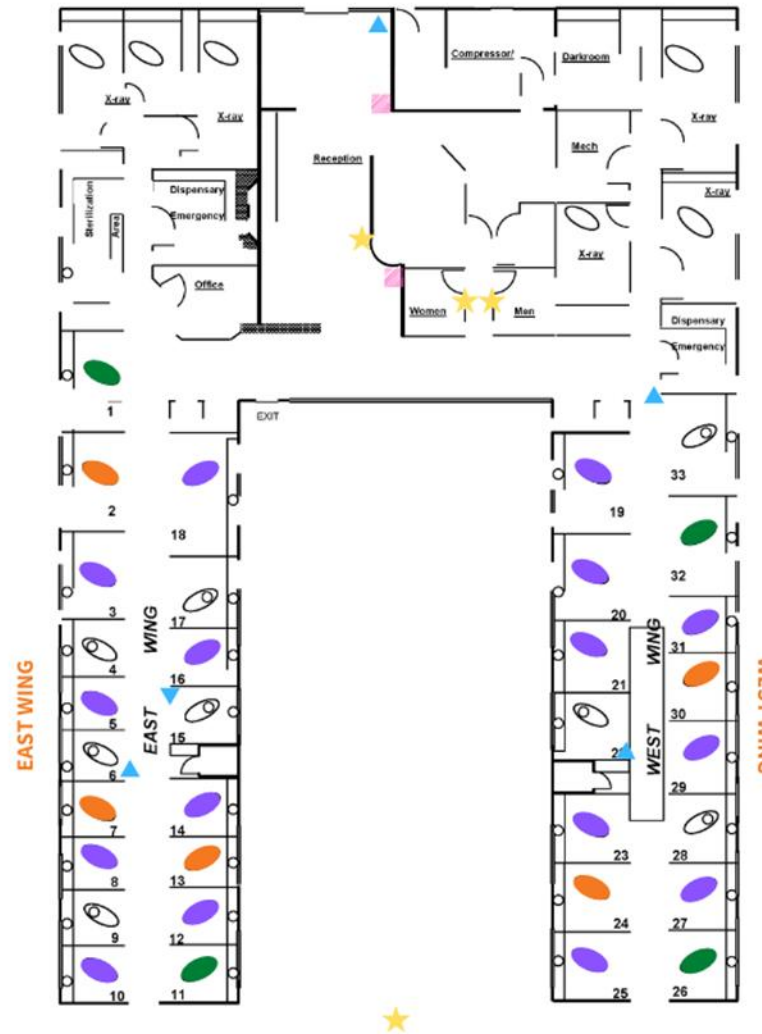 Compressor/
Darkroom
X-ray
X-ray
X-ray
Reception
Mech
X-ray
Sterilization
Area
Dispensary
Emergency
X-ray
Office
Women
Men
Dispensary
Emergency
1
EXIT
33
2
18
19
32
3
17
20
31
EAST WING
WEST WING
4
16
21
30
5
15
6
29
7
14
23
28
8
13
24
27
9
12
10
11
25
26
EAST WING